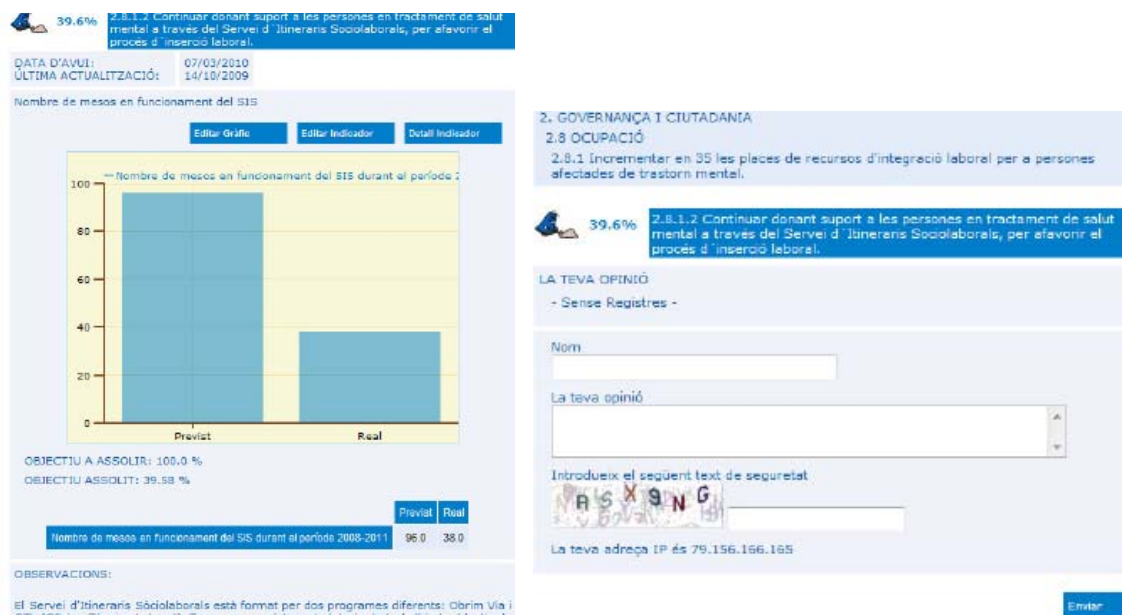 39.6%
2.8.1.2 Continuar donant suport a les persones en tractament de salut
mental a través del Servei d´Itineraris Sociolaborals, per afavorir el
procés d´inserció laboral.
DATA D'AVUI: 07/03/2010
ÚLTIMA ACTUALITZACIÓ: 14/10/2009
Nombre de mesos en funcionament del SIS
Editar Gràfic Editar Indicador Detall Indicador
Nombre de mesos en funcionament del SIS durant el període 2
100
80
60
40
20
0
Previst Real
OBJECTIU A ASSOLIR: 100.0 %
OBJECTIU ASSOLIT: 39.58 %
Previst Real
Nombre de mesos en funcionament del SIS durant el període 2008-2011 96.0 38.0
OBSERVACIONS:
El Servei d'Itineraris Sòciolaborals està format per dos programes diferents: Obrim Via i
2. GOVERNANÇA I CIUTADANIA
2.8 OCUPACIÓ
2.8.1 Incrementar en 35 les places de recursos d'integració laboral per a persones
afectades de trastorn mental.
39.6%
2.8.1.2 Continuar donant suport a les persones en tractament de salut
mental a través del Servei d´Itineraris Sociolaborals, per afavorir el
procés d´inserció laboral.
LA TEVA OPINIÓ
- Sense Registres -
Nom
La teva opinió
Introdueix el següent text de seguretat
La teva adreça IP és 79.156.166.165
Enviar